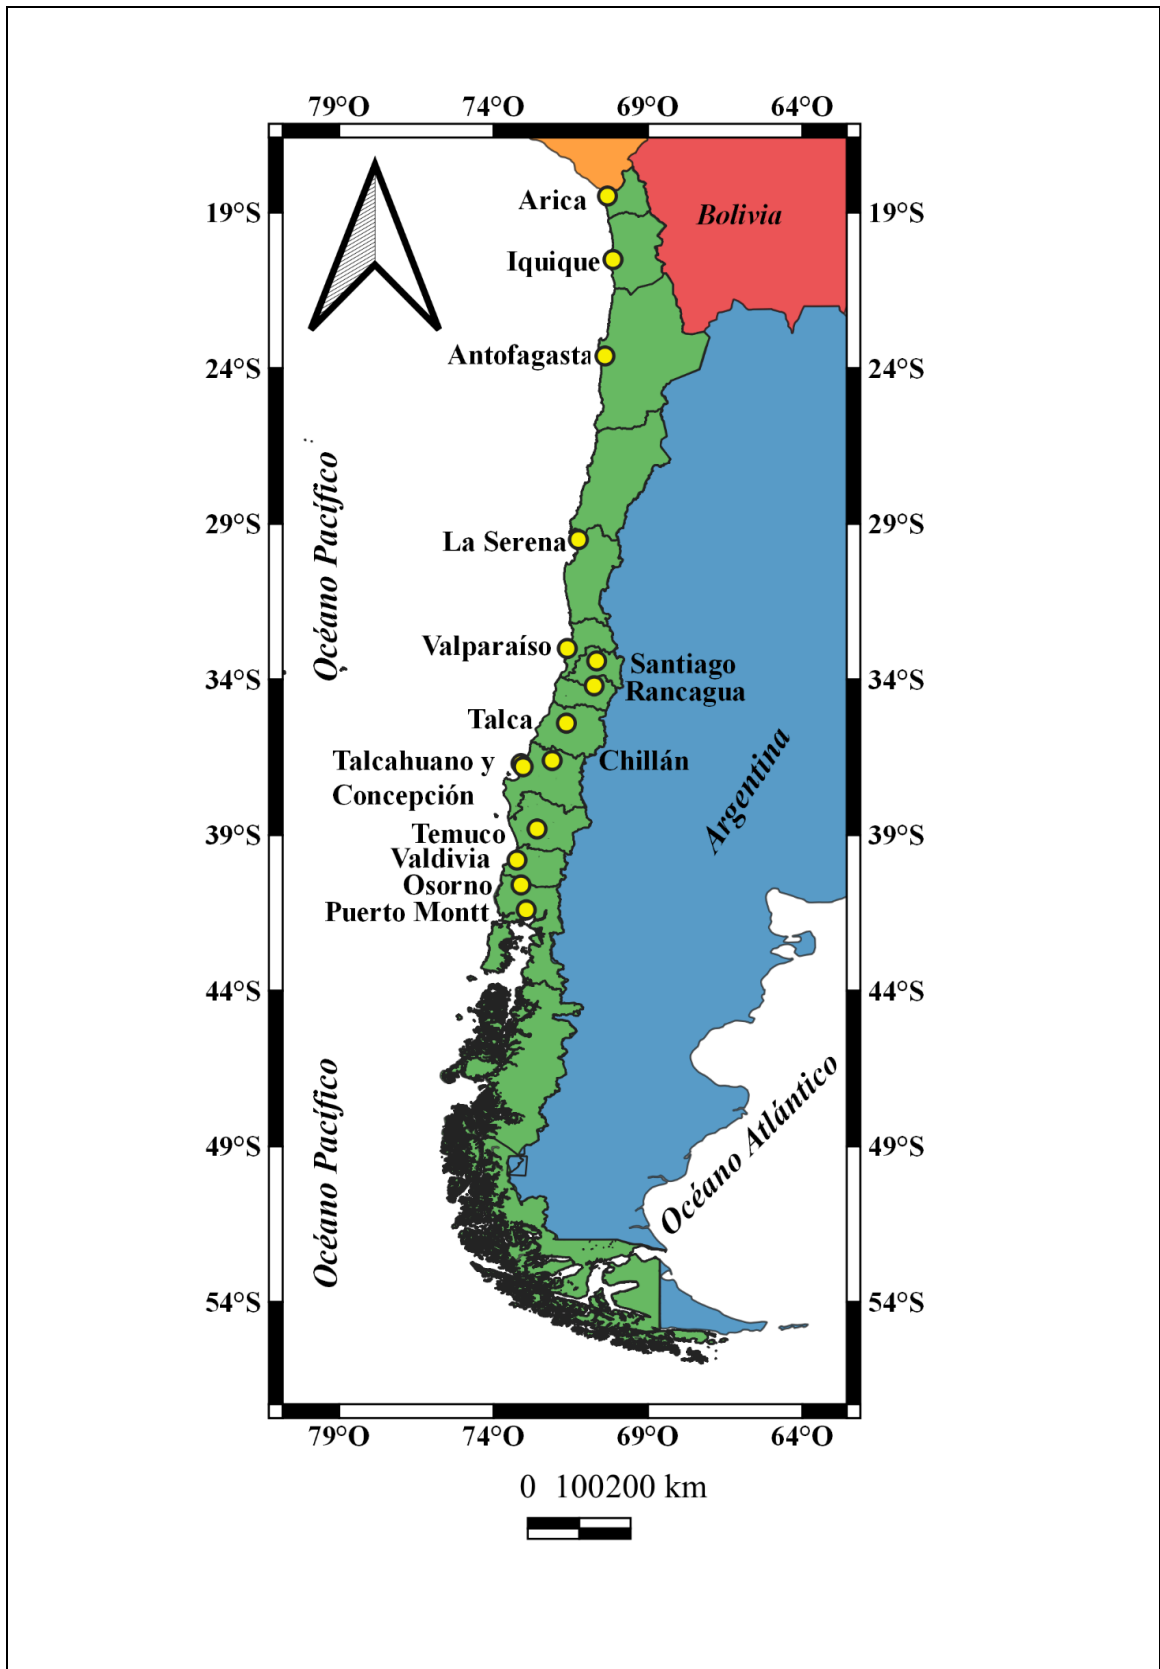 79°O 74°O 69°O 64°O
Arica
19°S
Bolivia
19°S
Iquique
Antofagasta
24°S
24°S
Océano Pacífico
29°S
29°S
La Serena
Valparaíso
Santiago
34°S
34°S
Rancagua
Talca
Talcahuano y
Chillán
Concepción
Argentina
Temuco
39°S
39°S
Valdivia
Osorno
Puerto Montt
44°S
44°S
Océano Pacífico
Océano Atlántico
49°S
49°S
54°S
54°S
79°O 74°O 69°O 64°O
0 100200 km